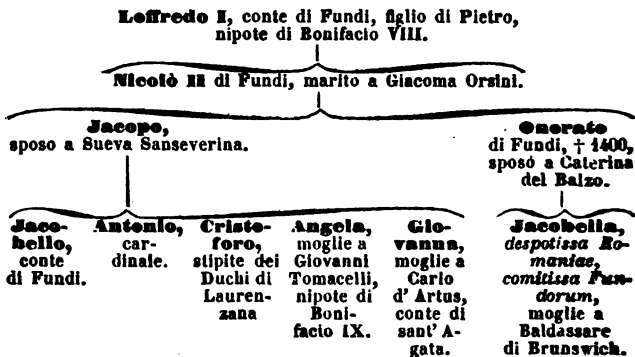 Loffredo I, conte di Fundi, figlio di Pietro,
nipote di Bonifacio VIII.
Nicolò II di Fundi, marito a Giacoma Orsini.
Jacopo,
sposo a Sueva Sanseverina.
Onorato
di Fundi, † 1400,
sposò a Caterina
del Balzo.
Jaco-
bello,
conte
di Fundi.
Antonio,
car-
dinale.
Cristo-
foro,
stipite dei
Duchi di
Lauren-
zana
Angela,
moglie a
Giovanni
Tomacelli,
nipote di
Boni-
facio IX.
Gio-
vanna,
moglie a
Carlo
d' Artus,
conte di
sant' A-
gata.
Jacobella,
despotissa Ro-
maniae,
comitissa Fun-
dorum,
moglie a
Baldassare
di Brunswich.